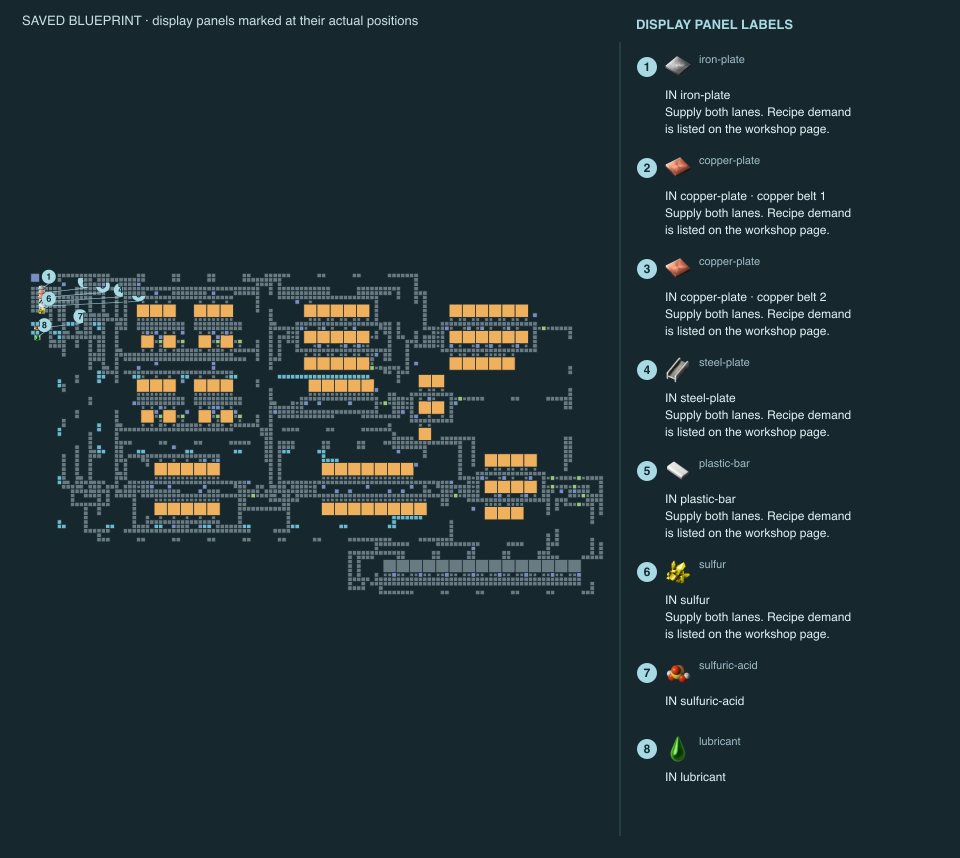 SAVED BLUEPRINT · display panels marked at their actual positions
1
6
7
8
DISPLAY PANEL LABELS
1
iron-plate
IN iron-plate
Supply both lanes. Recipe demand
is listed on the workshop page.
2
copper-plate
IN copper-plate · copper belt 1
Supply both lanes. Recipe demand
is listed on the workshop page.
3
copper-plate
IN copper-plate · copper belt 2
Supply both lanes. Recipe demand
is listed on the workshop page.
4
steel-plate
IN steel-plate
Supply both lanes. Recipe demand
is listed on the workshop page.
5
plastic-bar
IN plastic-bar
Supply both lanes. Recipe demand
is listed on the workshop page.
6
sulfur
IN sulfur
Supply both lanes. Recipe demand
is listed on the workshop page.
7
sulfuric-acid
IN sulfuric-acid
8
lubricant
IN lubricant